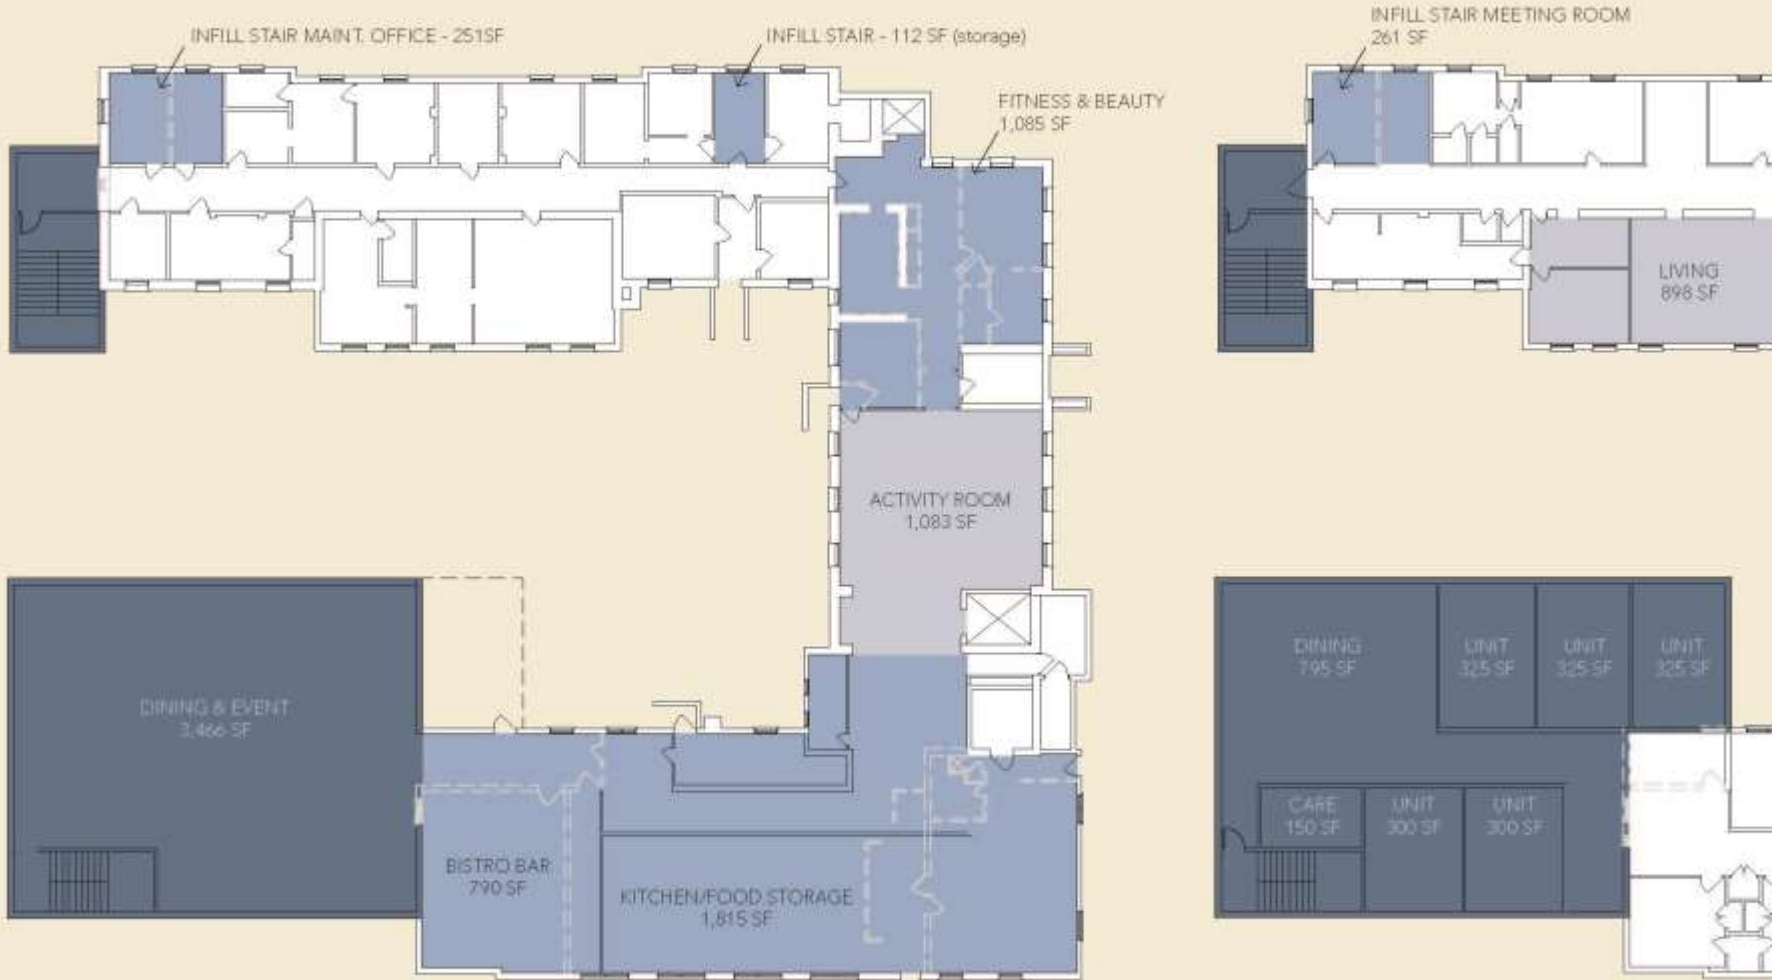 INFILL STAIR MAINT. OFFICE - 251SF
INFILL STAIR - 112 SF (storage)
FITNESS & BEAUTY
1,085 SF
ACTIVITY ROOM
1,083 SF
DINING & EVENT
3,466 SF
BISTRO BAR
790 SF
KITCHEN/FOOD STORAGE
1,815 SF
INFILL STAIR MEETING ROOM
261 SF
LIVING
898 SF
DINING
795 SF
UNIT
325 SF
UNIT
325 SF
UNIT
325 SF
CARE
150 SF
UNIT
300 SF
UNIT
300 SF